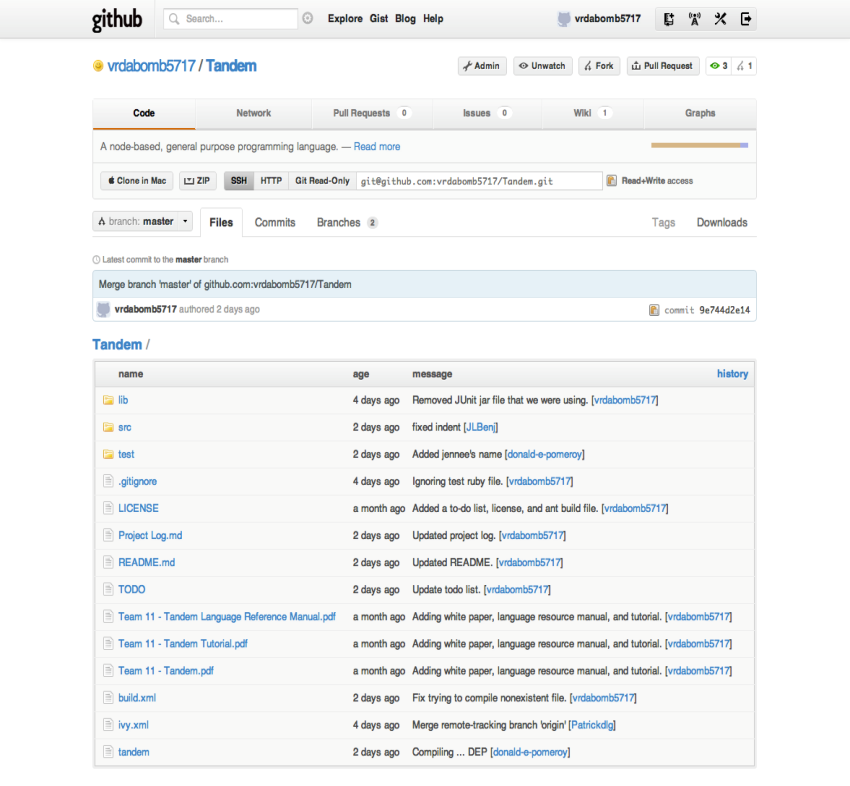 github Search... Explore Gist Blog Help vrdabomb5717
vrdabomb5717 / Tandem Admin Unwatch Fork Pull Request 3 1
Code Network Pull Requests 0 Issues 0 Wiki 1 Graphs
A node-based, general purpose programming language. — Read more
Clone in Mac ZIP SSH HTTP Git Read-Only git@github.com:vrdabomb5717/Tandem.git Read+Write access
branch: master Files Commits Branches 2 Tags Downloads
Latest commit to the master branch
Merge branch 'master' of github.com:vrdabomb5717/Tandem
vrdabomb5717 authored 2 days ago commit 9e744d2e14
Tandem /
name age message history
lib 4 days ago Removed JUnit jar file that we were using. [vrdabomb5717]
src 2 days ago fixed indent [JLBenj]
test 2 days ago Added jennee's name [donald-e-pomeroy]
.gitignore 4 days ago Ignoring test ruby file. [vrdabomb5717]
LICENSE a month ago Added a to-do list, license, and ant build file. [vrdabomb5717]
Project Log.md 2 days ago Updated project log. [vrdabomb5717]
README.md 2 days ago Updated README. [vrdabomb5717]
TODO 2 days ago Update todo list. [vrdabomb5717]
Team 11 - Tandem Language Reference Manual.pdf a month ago Adding white paper, language resource manual, and tutorial. [vrdabomb5717]
Team 11 - Tandem Tutorial.pdf a month ago Adding white paper, language resource manual, and tutorial. [vrdabomb5717]
Team 11 - Tandem.pdf a month ago Adding white paper, language resource manual, and tutorial. [vrdabomb5717]
build.xml 2 days ago Fix trying to compile nonexistent file. [vrdabomb5717]
ivy.xml 4 days ago Merge remote-tracking branch 'origin' [Patrickdlg]
tandem 2 days ago Compiling ... DEP [donald-e-pomeroy]